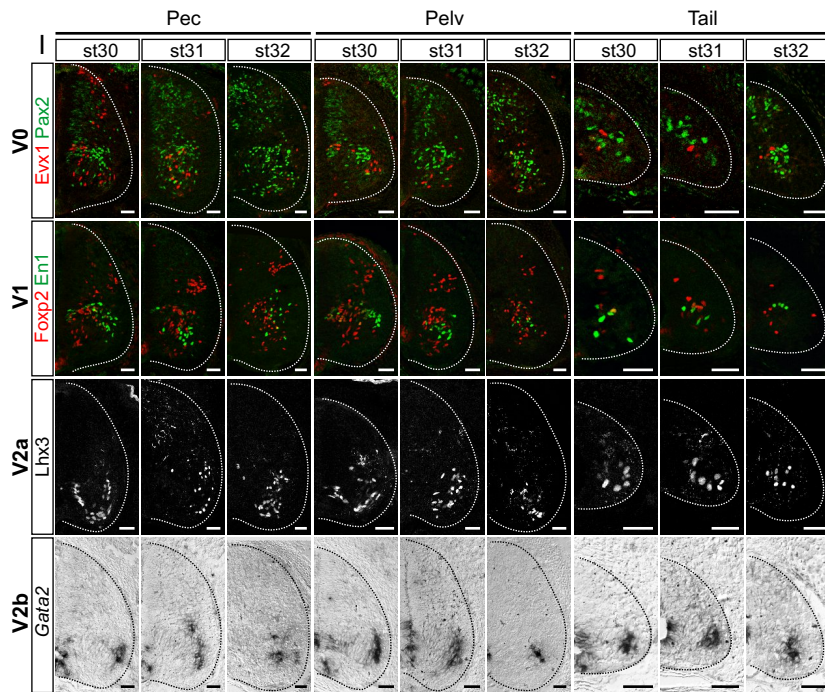 Pec Pelv Tail
I
st30 st31 st32 st30 st31 st32 st30 st31 st32
V0
Evx1 Pax2
V1
Foxp2 En1
V2a
Lhx3
V2b
Gata2